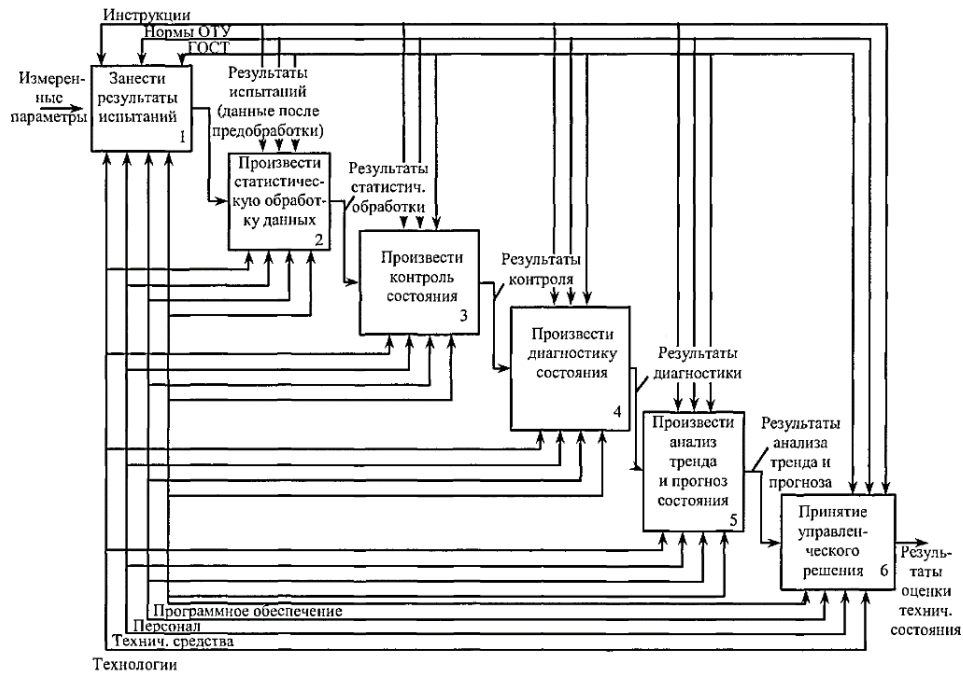 Инструкции
Нормы ОТУ
ГОСТ
Измерен-
ные
параметры
Занести
результаты
испытаний
1
Результаты
испытаний
(данные после
предобработки)
Произвести
статистичес-
кую обработ-
ку данных
2
Результаты
статистич.
обработки
Произвести
контроль
состояния
3
Результаты
контроля
Произвести
диагностику
состояния
4
Результаты
диагностики
Произвести
анализ
тренда
и прогноз
состояния
5
Результаты
анализа
тренда и
прогноза
Принятие
управлен-
ческого
решения
6
Резуль-
таты
оценки
технич.
состояния
Программное обеспечение
Персонал
Технич. средства
Технологии